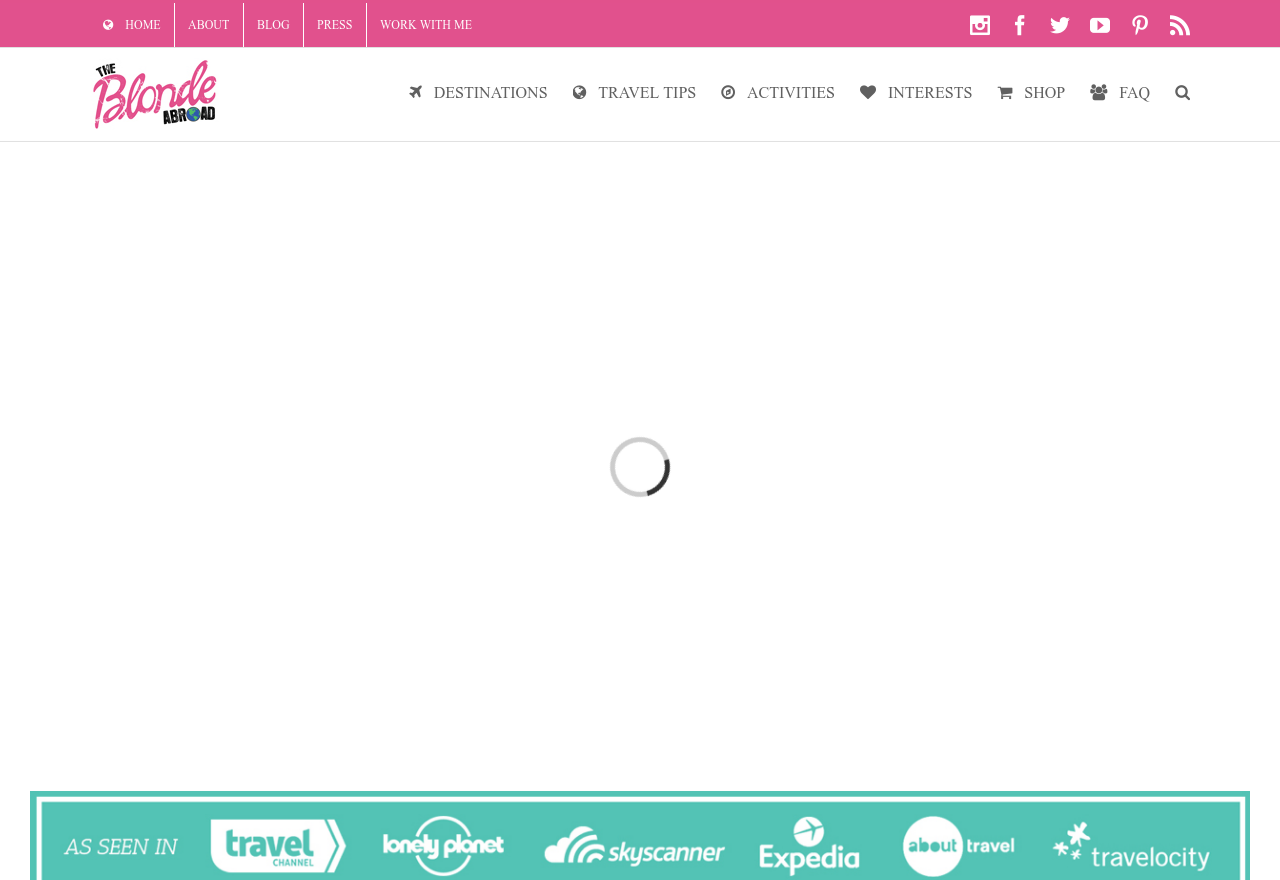 HOME ABOUT BLOG PRESS WORK WITH ME
THE
Blonde
ABROAD
DESTINATIONS TRAVEL TIPS ACTIVITIES INTERESTS SHOP FAQ
AS SEEN IN travel CHANNEL lonely planet skyscanner Expedia about travel travelocity